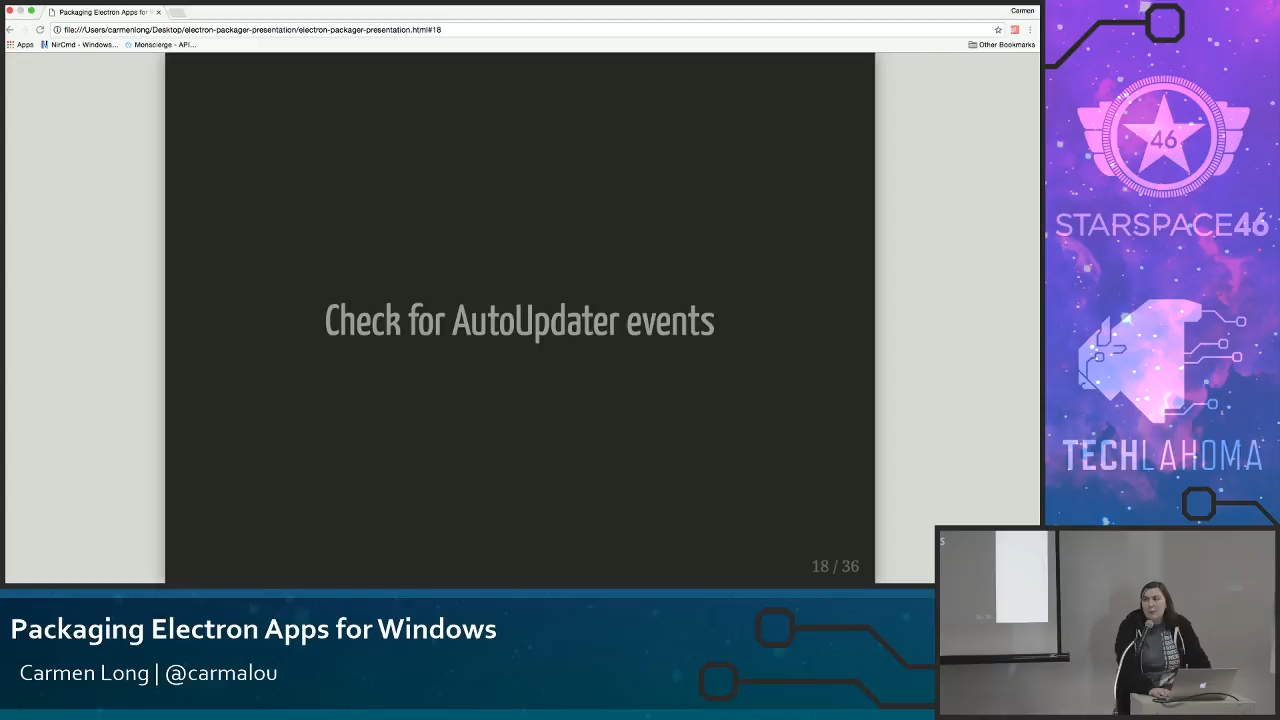 Packaging Electron Apps for
Carmen
file:///Users/carmenlong/Desktop/electron-packager-presentation/electron-packager-presentation.html#18
Apps
NirCmd - Windows...
Monscierge - API...
Other Bookmarks
Check for AutoUpdater events
18 / 36
46
STARSPACE46
TECHLAHOMA
Packaging Electron Apps for Windows
Carmen Long | @carmalou